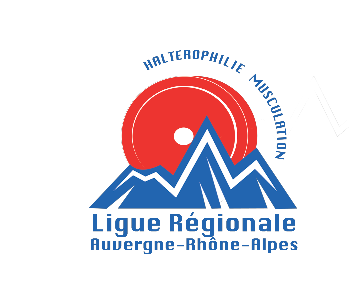 HALTEROPHILIE MUSCULATION
Ligue Régionale
Auvergne-Rhône-Alpes